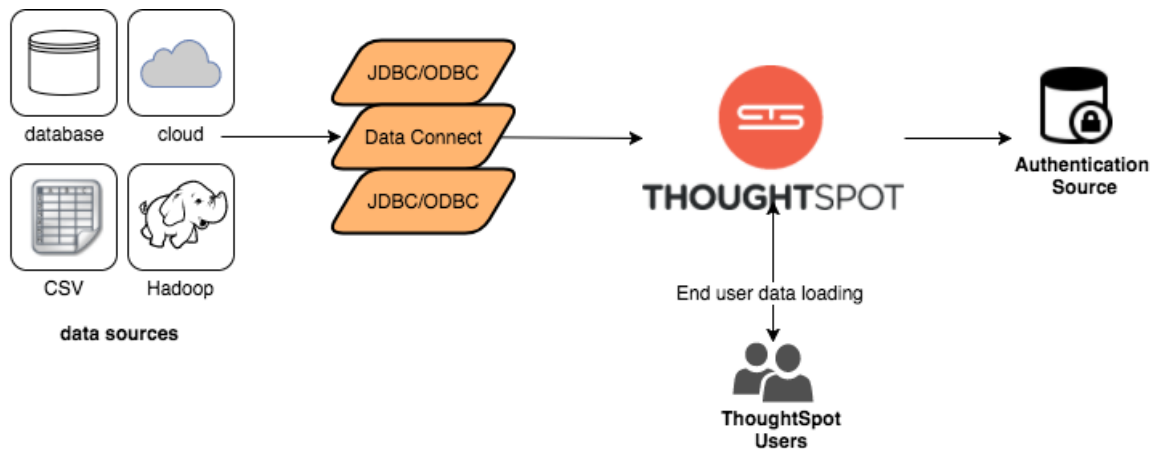 database
cloud
CSV
Hadoop
data sources
JDBC/ODBC
Data Connect
JDBC/ODBC
THOUGHTSPOT
End user data loading
ThoughtSpot
Users
Authentication
Source